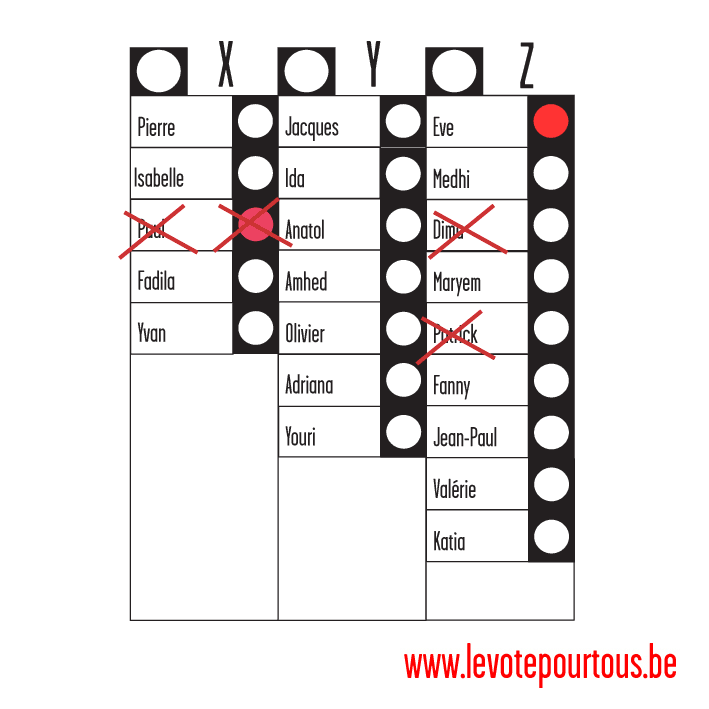 X Y Z
Pierre Jacques Eve
Isabelle Ida Medhi
Paul Anatol Dima
Fadila Amhed Maryem
Yvan Olivier Patrick
Adriana Fanny
Youri Jean-Paul
Valérie
Katia
www.levotepourtous.be